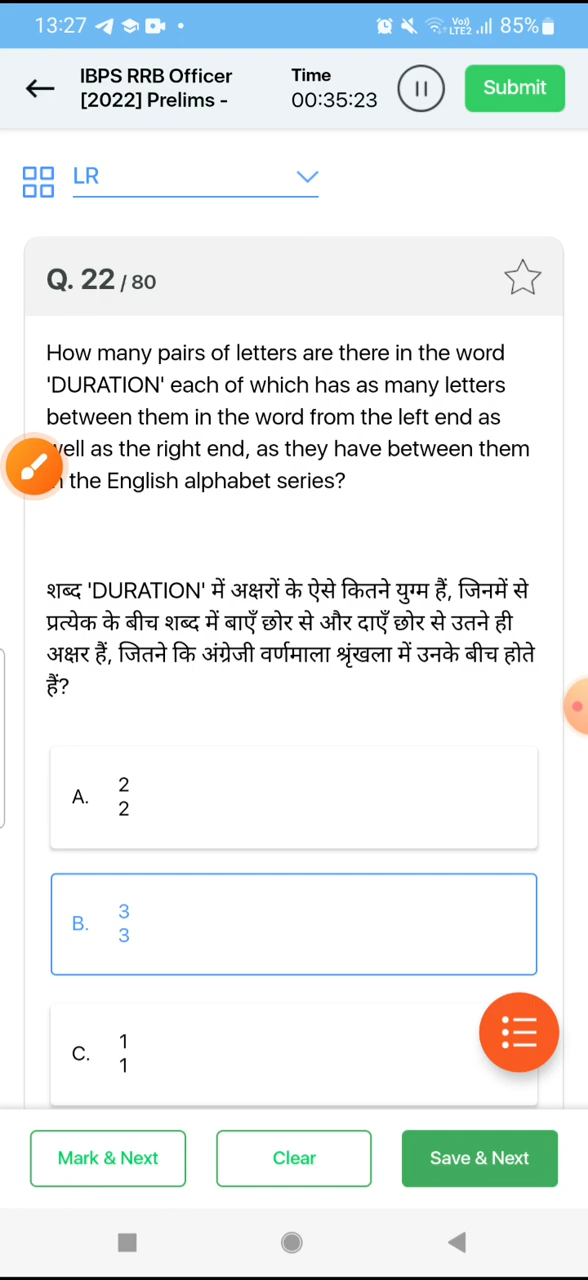 13:27 Vo)) LTE2 85%
IBPS RRB Officer
[2022] Prelims -
Time
00:35:23
Submit
LR
Q. 22 / 80
How many pairs of letters are there in the word
'DURATION' each of which has as many letters
between them in the word from the left end as
well as the right end, as they have between them
the English alphabet series?
शब्द 'DURATION' में अक्षरों के ऐसे कितने युग्म हैं, जिनमें से
प्रत्येक के बीच शब्द में बाएँ छोर से और दाएँ छोर से उतने ही
अक्षर हैं, जितने कि अंग्रेजी वर्णमाला श्रृंखला में उनके बीच होते
हैं?
A. 2
2
B. 3
3
C. 1
1
Mark & Next
Clear
Save & Next